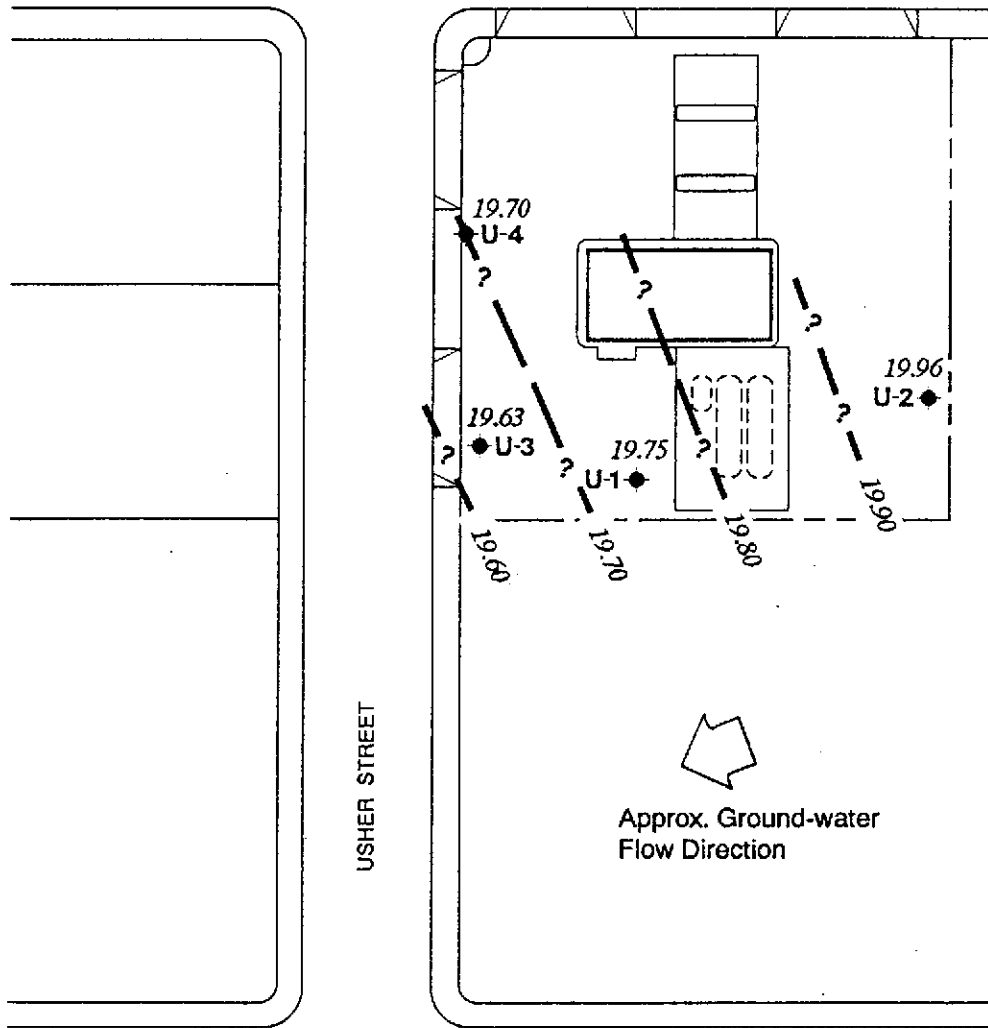 19.70
U-4
?
?
?
19.96
U-2
?
19.63
U-3
?
19.75
U-1
?
?
19.60
19.70
19.80
19.90
USHER STREET
Approx. Ground-water
Flow Direction